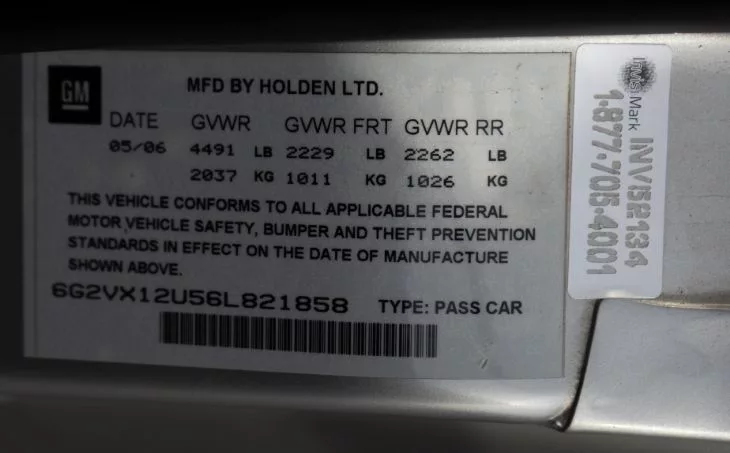 GM
MFD BY HOLDEN LTD.
DATE GVWR GVWR FRT GVWR RR
05/06 4491 LB 2229 LB 2262 LB
2037 KG 1011 KG 1026 KG
THIS VEHICLE CONFORMS TO ALL APPLICABLE FEDERAL
MOTOR VEHICLE SAFETY, BUMPER AND THEFT PREVENTION
STANDARDS IN EFFECT ON THE DATE OF MANUFACTURE
SHOWN ABOVE.
6G2VX12U56L821858 TYPE: PASS CAR
InvisiMark INV52134
1-877-705-4001